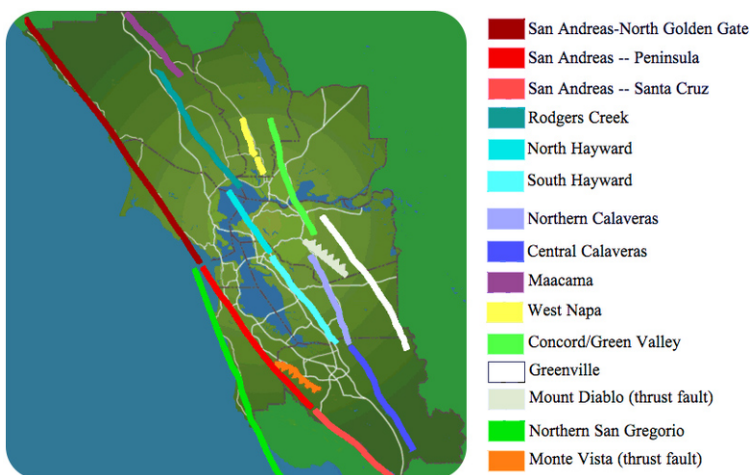 San Andreas-North Golden Gate
San Andreas -- Peninsula
San Andreas -- Santa Cruz
Rodgers Creek
North Hayward
South Hayward
Northern Calaveras
Central Calaveras
Maacama
West Napa
Concord/Green Valley
Greenville
Mount Diablo (thrust fault)
Northern San Gregorio
Monte Vista (thrust fault)